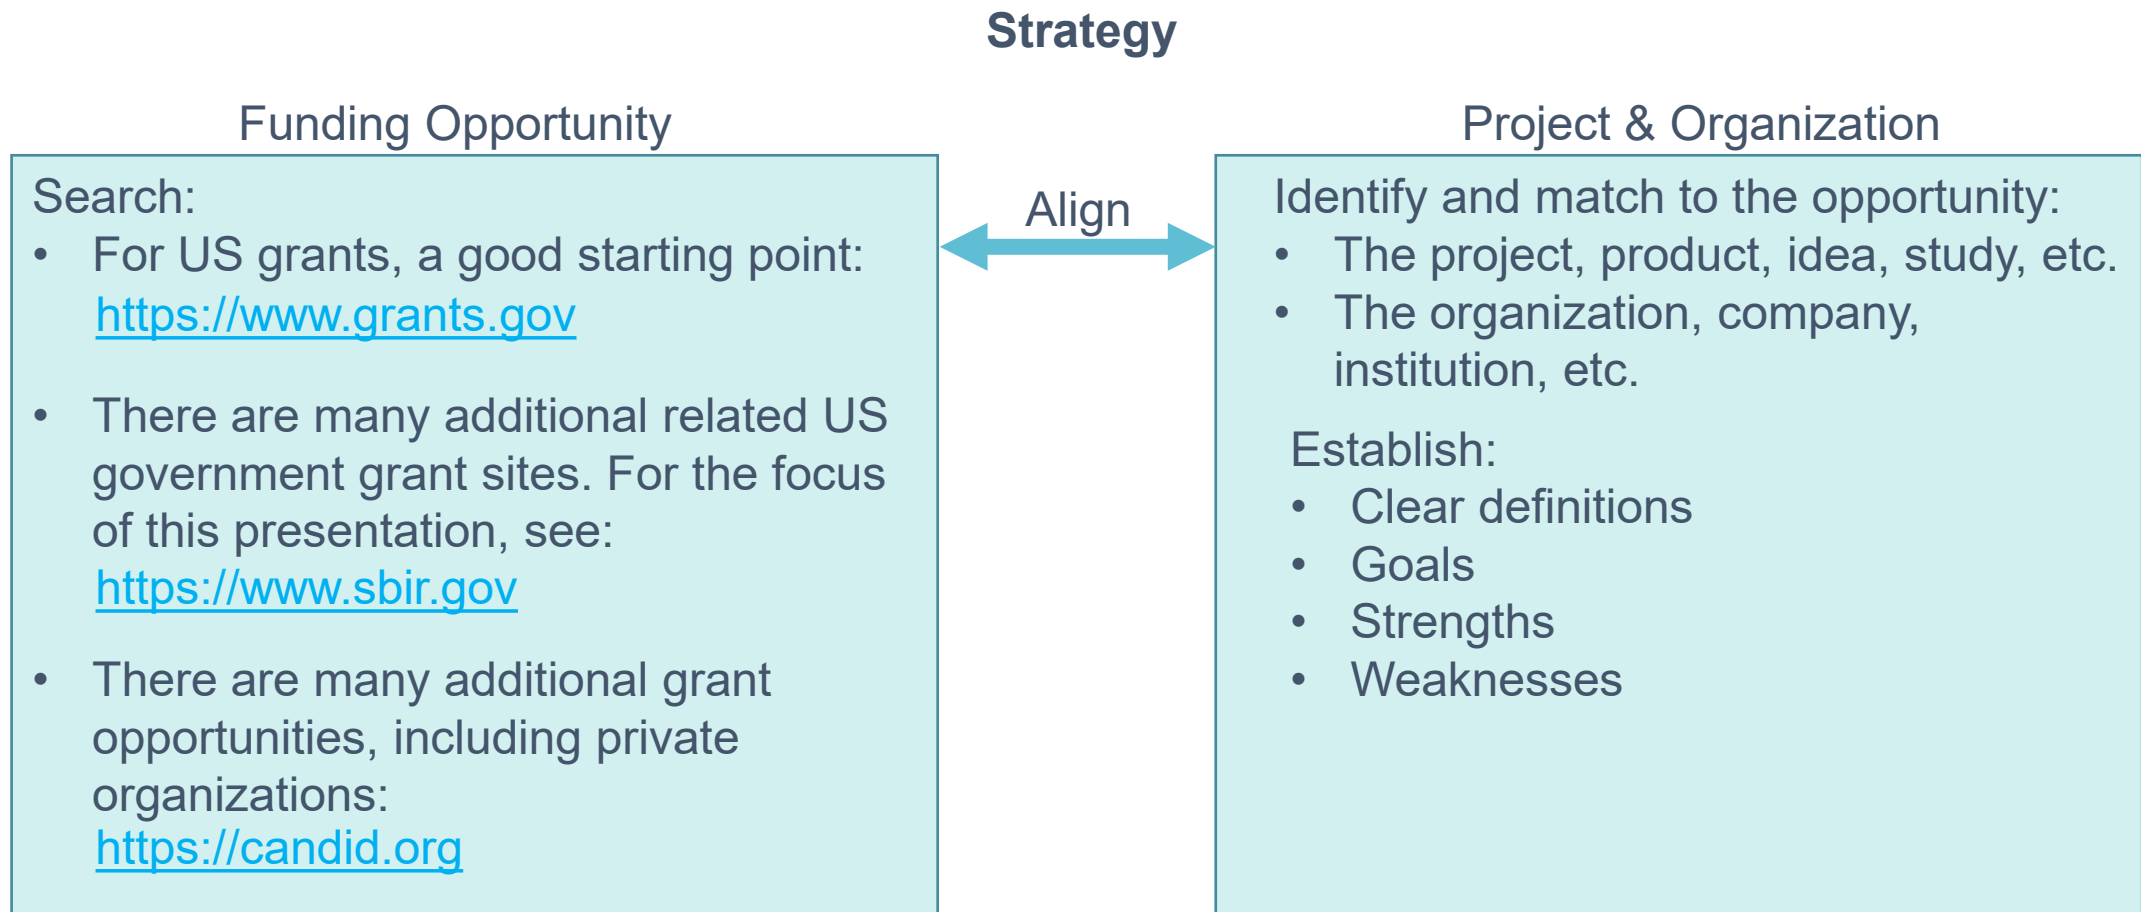 Strategy
Funding Opportunity
Search:
• For US grants, a good starting point:
https://www.grants.gov
• There are many additional related US
government grant sites. For the focus
of this presentation, see:
https://www.sbir.gov
• There are many additional grant
opportunities, including private
organizations:
https://candid.org
Align
Project & Organization
Identify and match to the opportunity:
• The project, product, idea, study, etc.
• The organization, company,
institution, etc.
Establish:
• Clear definitions
• Goals
• Strengths
• Weaknesses